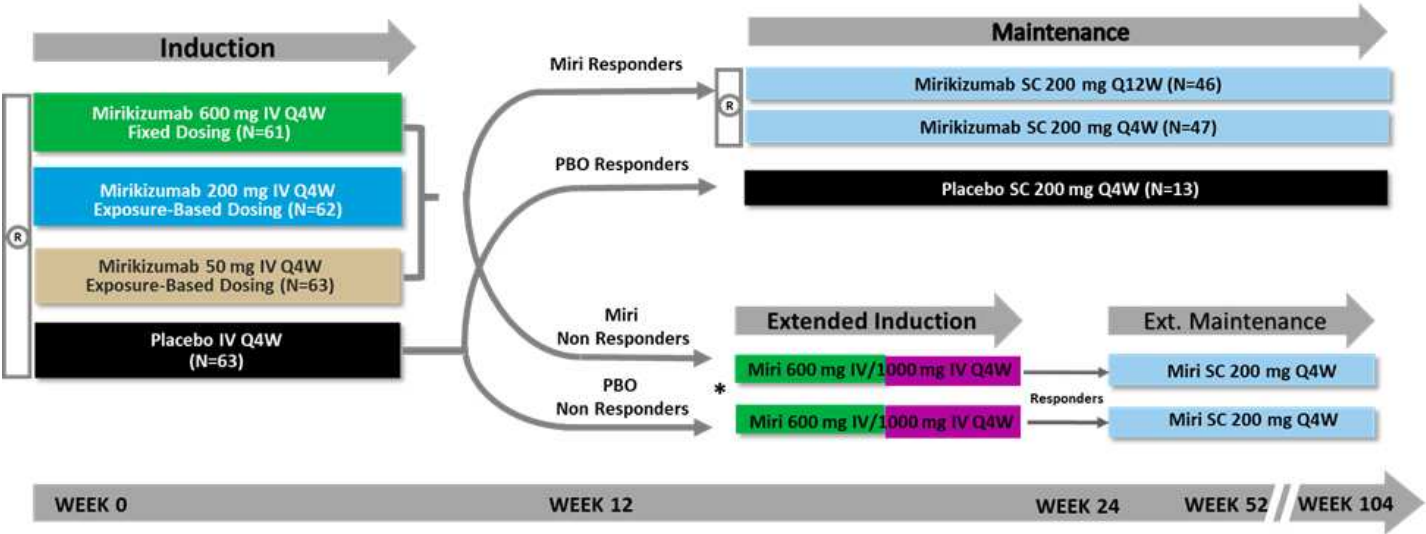 Induction
R
Mirikizumab 600 mg IV Q4W
Fixed Dosing (N=61)
Mirikizumab 200 mg IV Q4W
Exposure-Based Dosing (N=62)
Mirikizumab 50 mg IV Q4W
Exposure-Based Dosing (N=63)
Placebo IV Q4W
(N=63)
Miri Responders
PBO Responders
Miri
Non Responders
PBO
Non Responders
Maintenance
R
Mirikizumab SC 200 mg Q12W (N=46)
Mirikizumab SC 200 mg Q4W (N=47)
Placebo SC 200 mg Q4W (N=13)
Extended Induction
Ext. Maintenance
*
Miri 600 mg IV/1000 mg IV Q4W
Miri SC 200 mg Q4W
Responders
Miri 600 mg IV/1000 mg IV Q4W
Miri SC 200 mg Q4W
WEEK 0
WEEK 12
WEEK 24
WEEK 52
WEEK 104